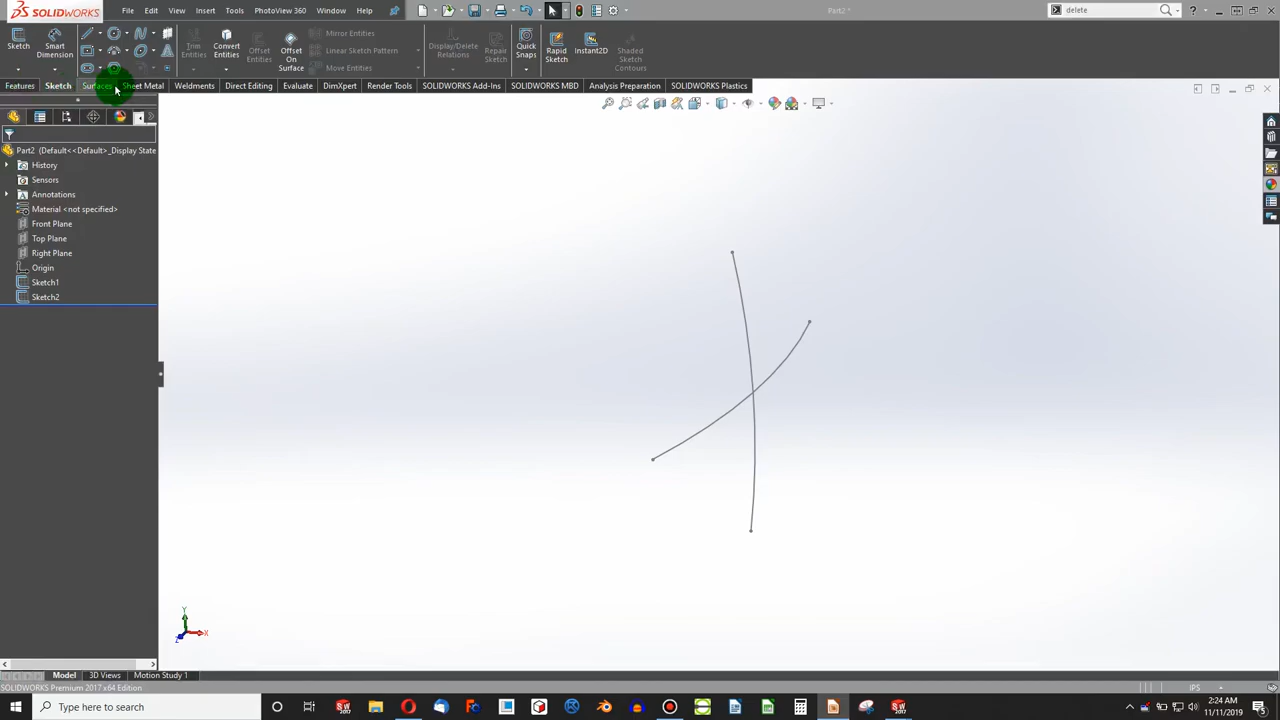 SOLIDWORKS File Edit View Insert Tools PhotoView 360 Window Help Part2 * delete
Sketch
Smart Dimension
Trim Entities
Convert Entities
Offset Entities
Offset On Surface
Mirror Entities
Linear Sketch Pattern
Move Entities
Display/Delete Relations
Repair Sketch
Quick Snaps
Rapid Sketch
Instant2D
Shaded Sketch Contours
Features Sketch Surfaces Sheet Metal Weldments Direct Editing Evaluate DimXpert Render Tools SOLIDWORKS Add-Ins SOLIDWORKS MBD Analysis Preparation SOLIDWORKS Plastics
Part2 (Default<<Default>_Display State
History
Sensors
Annotations
Material <not specified>
Front Plane
Top Plane
Right Plane
Origin
Sketch1
Sketch2
Y
X
Z
Model 3D Views Motion Study 1
SOLIDWORKS Premium 2017 x64 Edition IPS
Type here to search
2:24 AM
11/11/2019